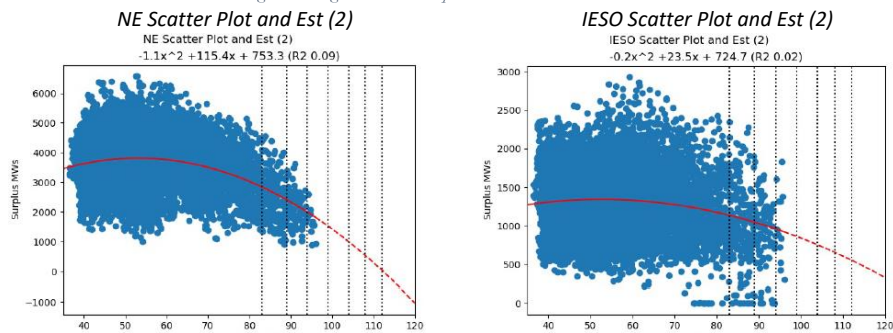 NE Scatter Plot and Est (2)
NE Scatter Plot and Est (2)
-1.1x^2 +115.4x + 753.3 (R2 0.09)
Surplus MWs
6000
5000
4000
3000
2000
1000
0
−1000
40 50 60 70 80 90 100 110 120
IESO Scatter Plot and Est (2)
IESO Scatter Plot and Est (2)
-0.2x^2 +23.5x + 724.7 (R2 0.02)
Surplus MWs
3000
2500
2000
1500
1000
500
0
40 50 60 70 80 90 100 110 120